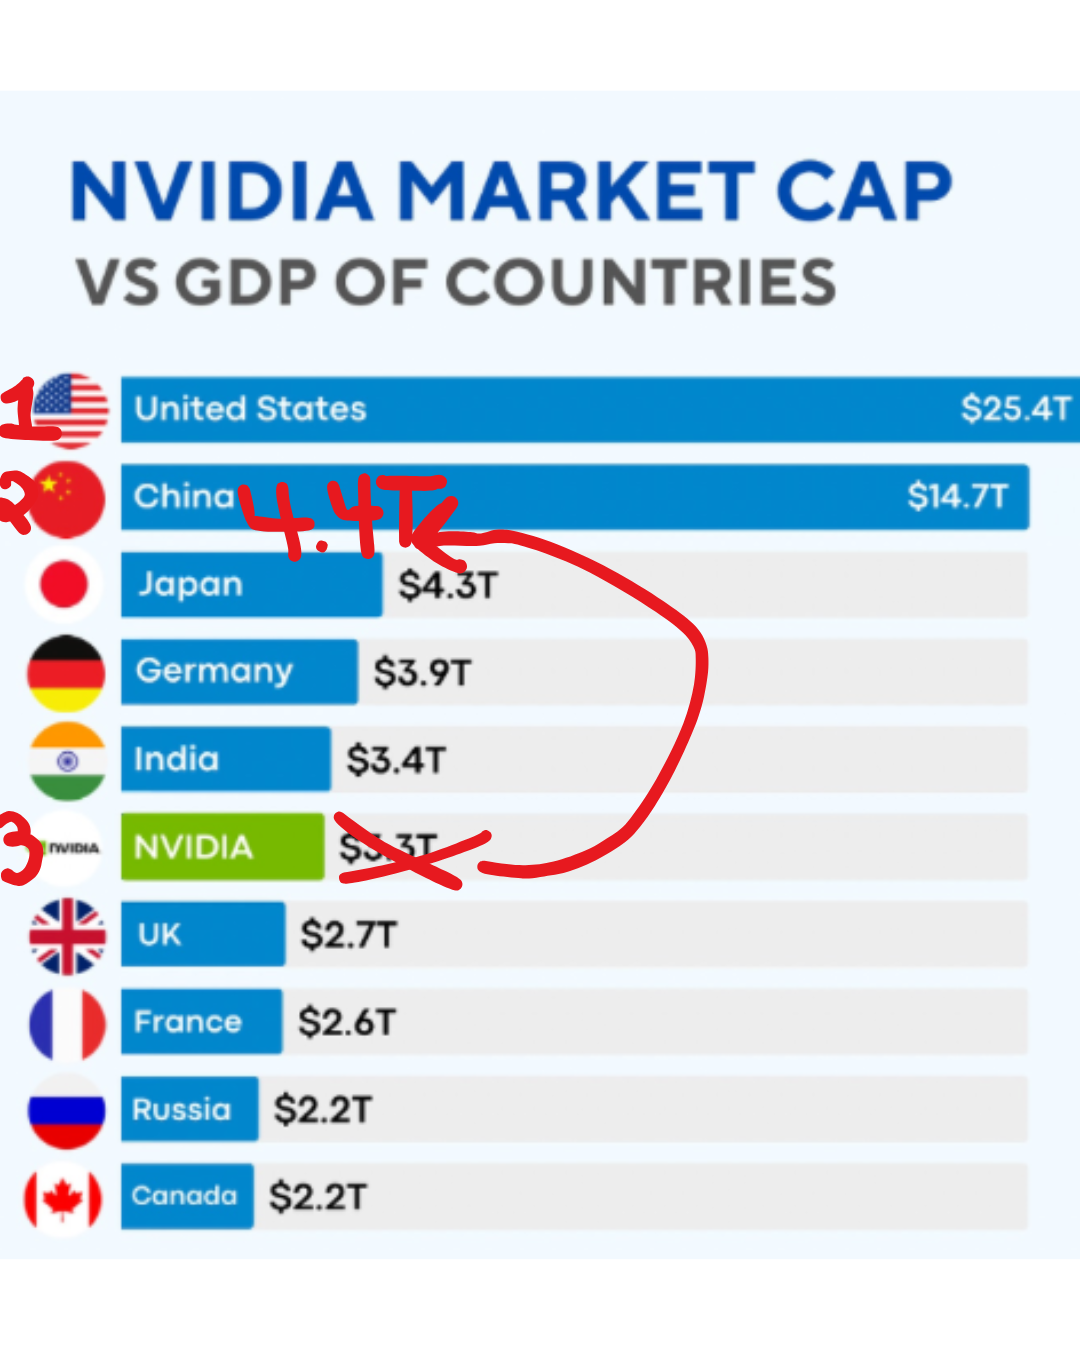 NVIDIA MARKET CAP
VS GDP OF COUNTRIES
1 United States $25.4T
2 China 4.4T $14.7T
Japan $4.3T
Germany $3.9T
India $3.4T
3 NVIDIA NVIDIA $3.3T
UK $2.7T
France $2.6T
Russia $2.2T
Canada $2.2T